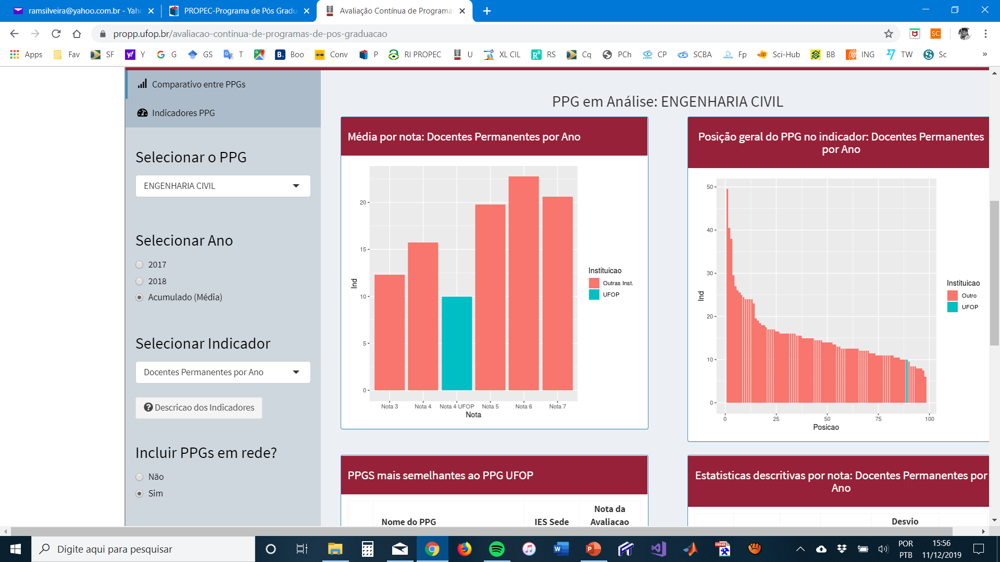 ramsilveira@yahoo.com.br - Yaho
PROPEC-Programa de Pós Gradu
Avaliação Contínua de Programa
propp.ufop.br/avaliacao-continua-de-programas-de-pos-graduacao
Apps Fav SF Y G GS T Boo Conv P RI PROPEC U XL CIL RS Cq PCh CP SCBA Fp Sci-Hub BB ING TW Sc »
Comparativo entre PPGs
Indicadores PPG
Selecionar o PPG
ENGENHARIA CIVIL
Selecionar Ano
2017
2018
Acumulado (Média)
Selecionar Indicador
Docentes Permanentes por Ano
Descricao dos Indicadores
Incluir PPGs em rede?
Não
Sim
PPG em Análise: ENGENHARIA CIVIL
Média por nota: Docentes Permanentes por Ano
20
15
10
5
0
Ind
Nota 3 Nota 4 Nota 4 UFOP Nota 5 Nota 6 Nota 7
Nota
Instituicao
Outras Inst.
UFOP
Posição geral do PPG no indicador: Docentes Permanentes
por Ano
50
40
30
20
10
0
Ind
0 25 50 75 100
Posicao
Instituicao
Outro
UFOP
PPGS mais semelhantes ao PPG UFOP
Nome do PPG
IES Sede
Nota da
Avaliacao
Estatisticas descritivas por nota: Docentes Permanentes por
Ano
Desvio
Digite aqui para pesquisar
POR
PTB
15:56
11/12/2019